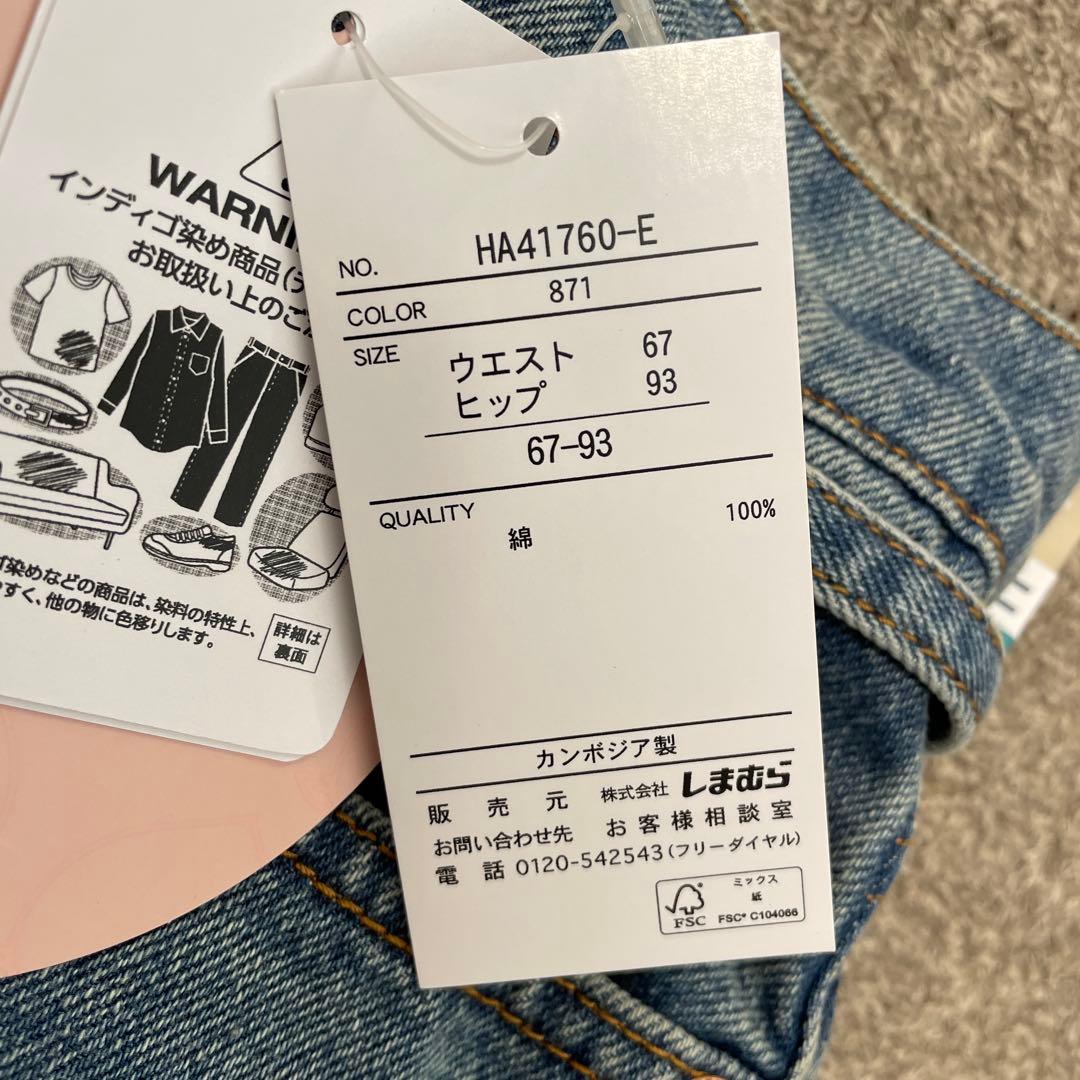 WARNI
インディゴ染め商品(デ
お取扱い上のご
ゴ染めなどの商品は、染料の特性上、
すく、他の物に色移りします。
詳細は
裏面
NO. HA41760-E
COLOR 871
SIZE ウエスト 67
ヒップ 93
67-93
QUALITY 100%
綿
カンボジア製
販売元 株式会社 しまむら
お問い合わせ先 お客様相談室
電話 0120-542543(フリーダイヤル)
FSC
ミックス
紙
FSC® C104066